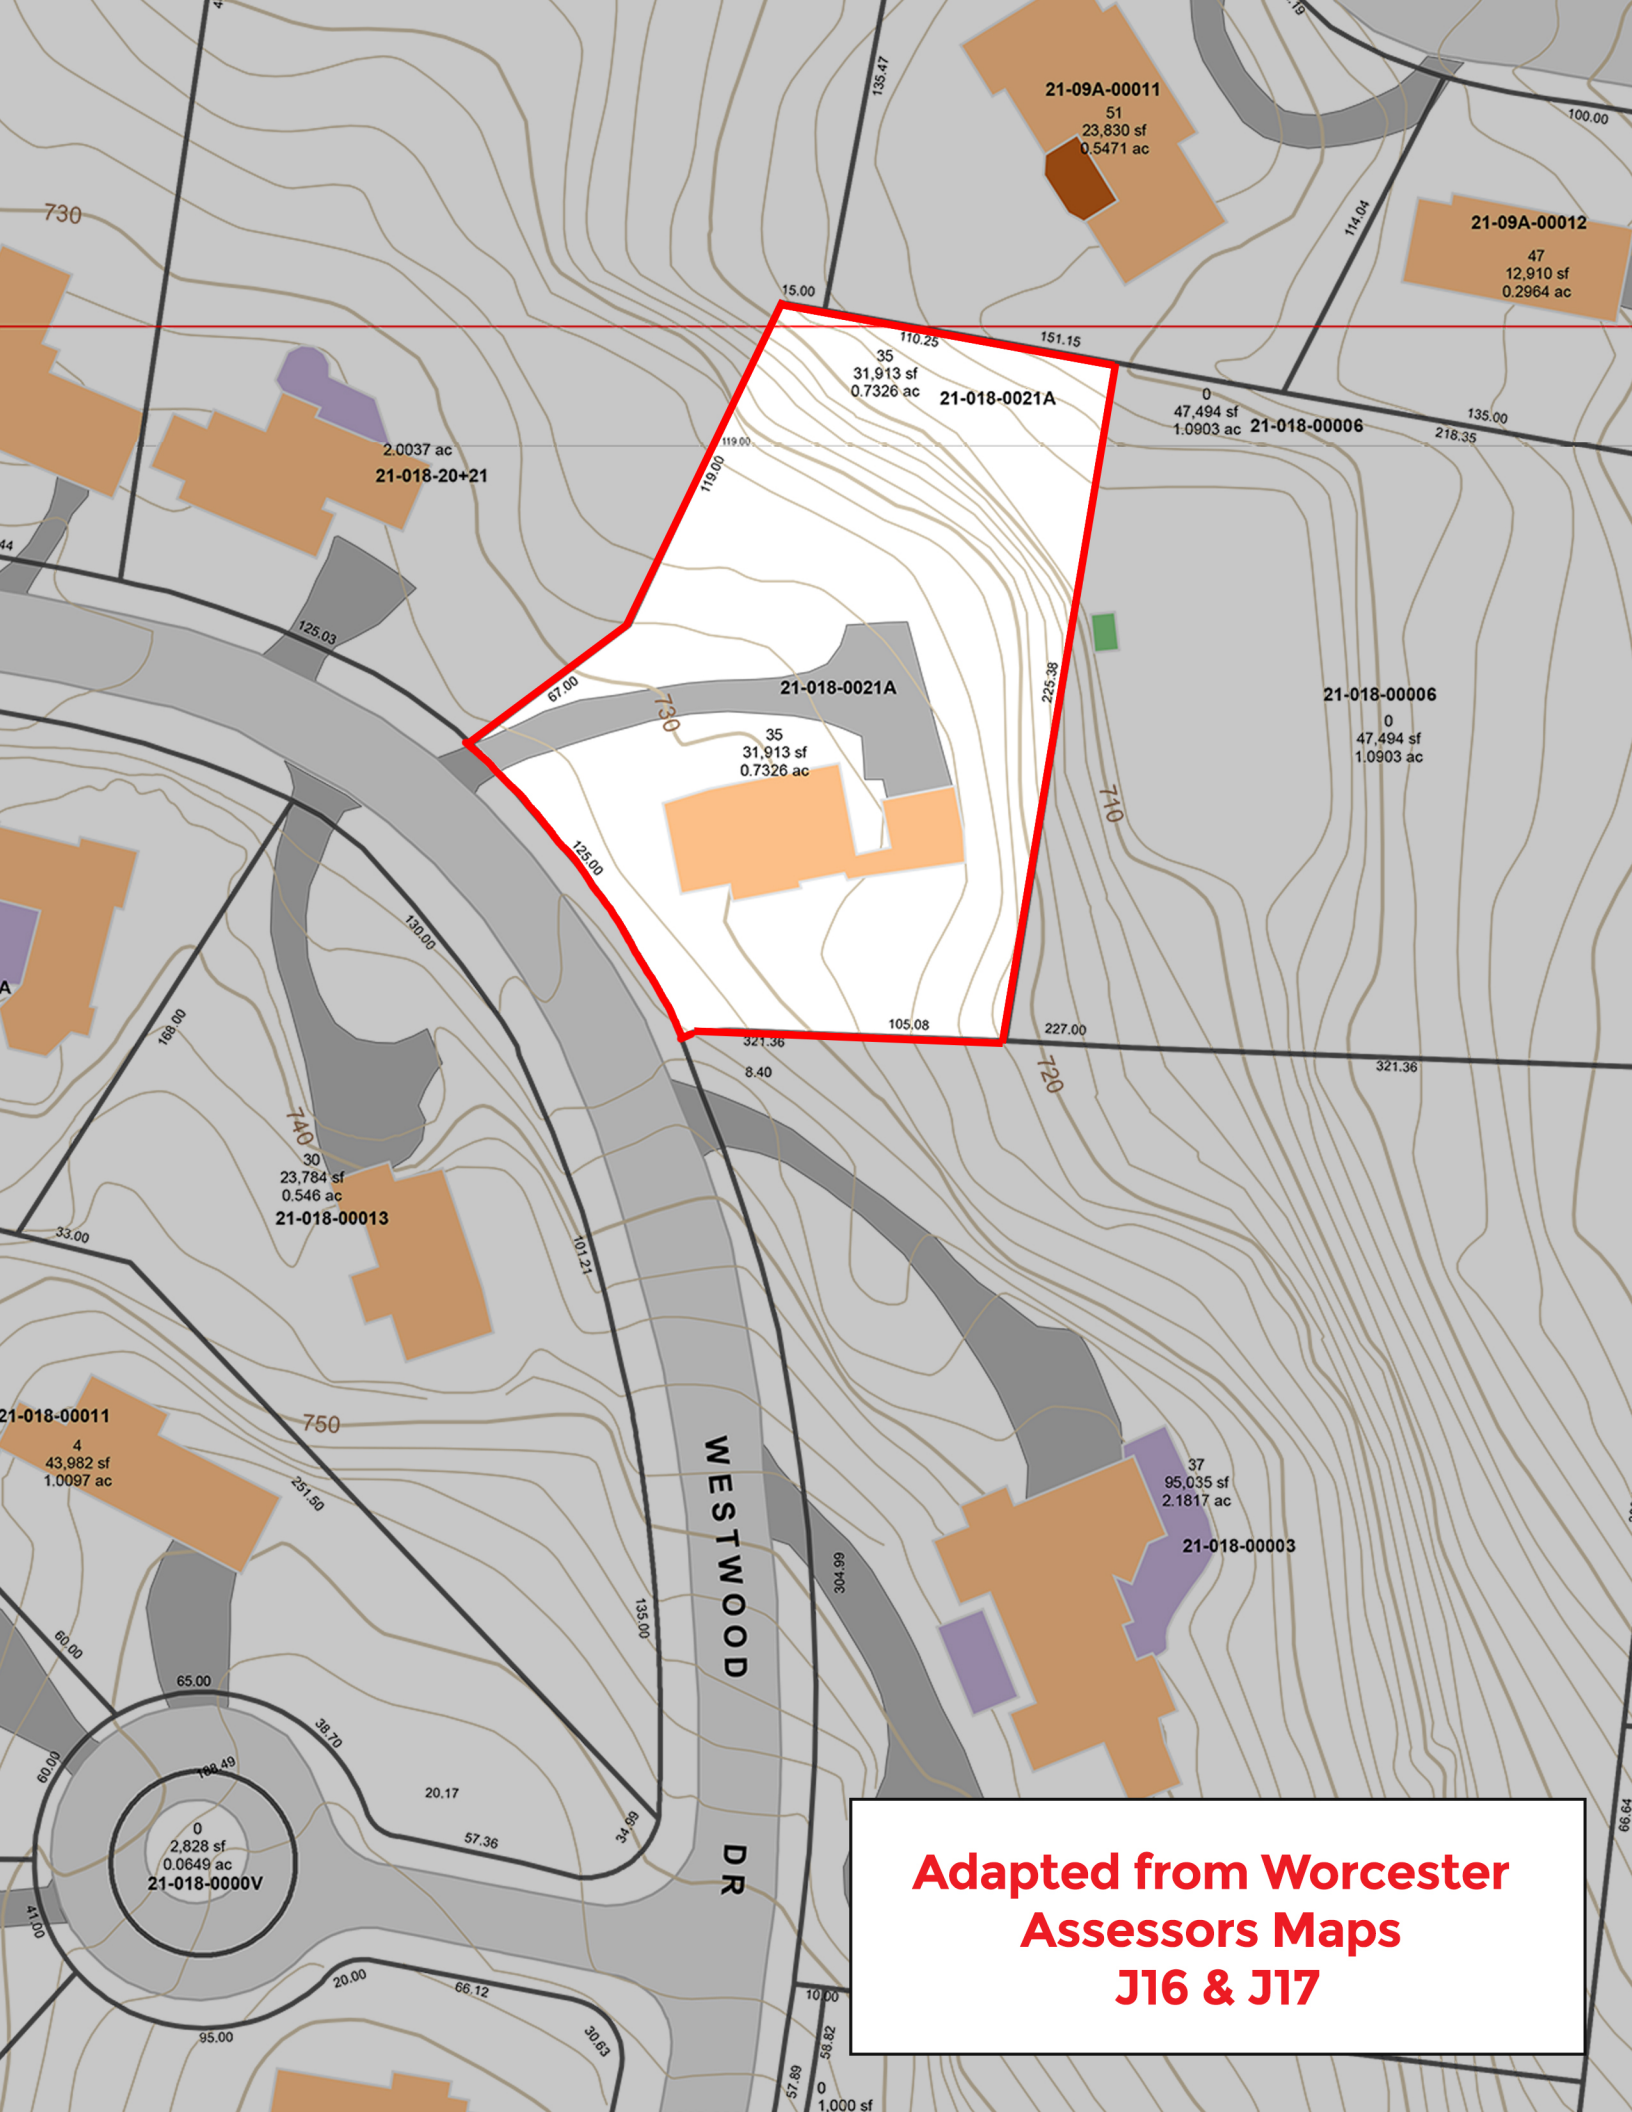 135.47
21-09A-00011
51
23,830 sf
0.5471 ac
100.00
114.04
21-09A-00012
47
12,910 sf
0.2964 ac
730
15.00
110.25
151.15
35
31,913 sf
0.7326 ac
21-018-0021A
0
47,494 sf
1.0903 ac
21-018-00006
135.00
218.35
119.00
119.00
2.0037 ac
21-018-20+21
44
125.03
67.00
730
21-018-0021A
225.38
35
31,913 sf
0.7326 ac
21-018-00006
0
47,494 sf
1.0903 ac
710
125.00
130.00
A
168.00
105.08
227.00
321.36
8.40
720
321.36
740
30
23,784 sf
0.546 ac
21-018-00013
33.00
101.21
750
21-018-00011
4
43,982 sf
1.0097 ac
251.50
WESTWOOD DR
37
95,035 sf
2.1817 ac
21-018-00003
304.99
135.00
60.00
65.00
38.70
60.00
188.49
20.17
57.36
34.99
0
2,828 sf
0.0649 ac
21-018-0000V
41.00
20.00
66.12
95.00
30.63
10.00
58.82
57.89
0
1,000 sf
66.64
Adapted from Worcester
Assessors Maps
J16 & J17